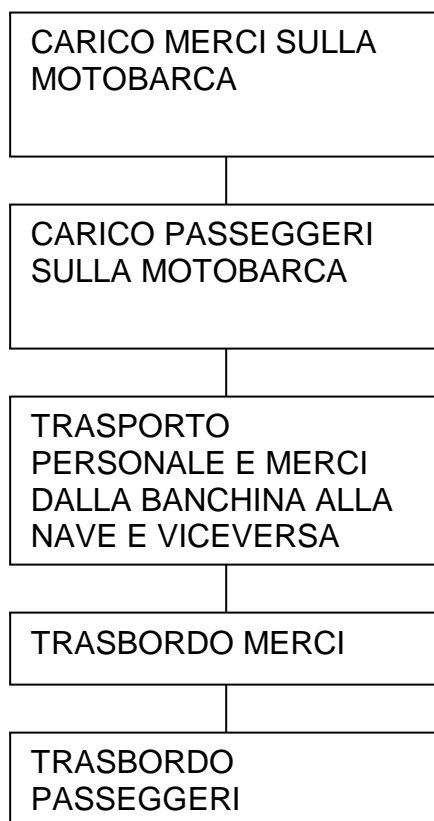 CARICO MERCI SULLA
MOTOBARCA
CARICO PASSEGGERI
SULLA MOTOBARCA
TRASPORTO
PERSONALE E MERCI
DALLA BANCHINA ALLA
NAVE E VICEVERSA
TRASBORDO MERCI
TRASBORDO
PASSEGGERI